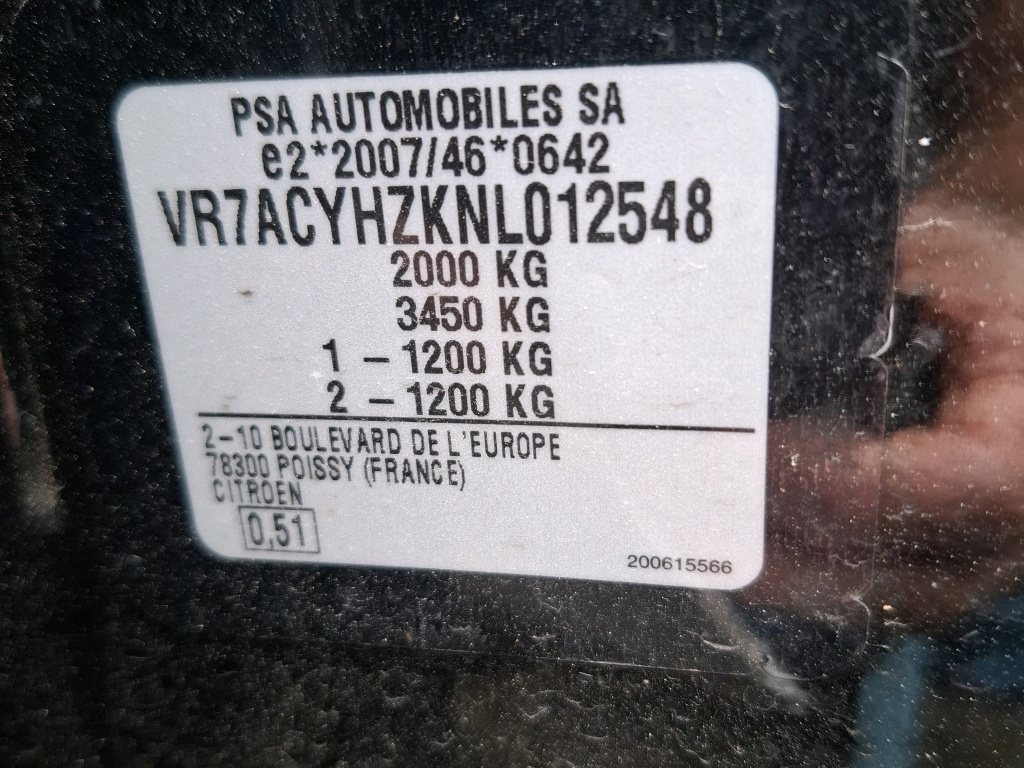 PSA AUTOMOBILES SA
e2*2007/46*0642
VR7ACYHZKNL012548
2000 KG
3450 KG
1 - 1200 KG
2 - 1200 KG
2-10 BOULEVARD DE L'EUROPE
78300 POISSY (FRANCE)
CITROEN
0,51
200615566